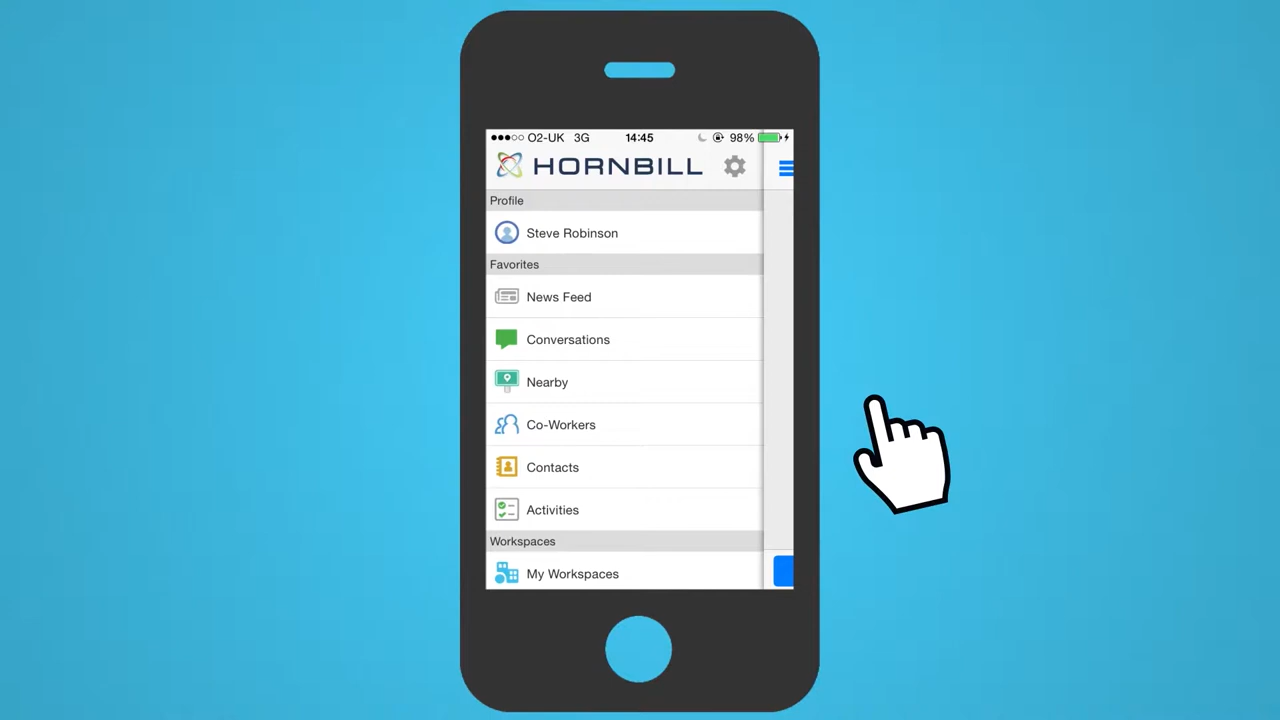 O2-UK 3G 14:45 98%
HORNBILL
Profile
Steve Robinson
Favorites
News Feed
Conversations
Nearby
Co-Workers
Contacts
Activities
Workspaces
My Workspaces